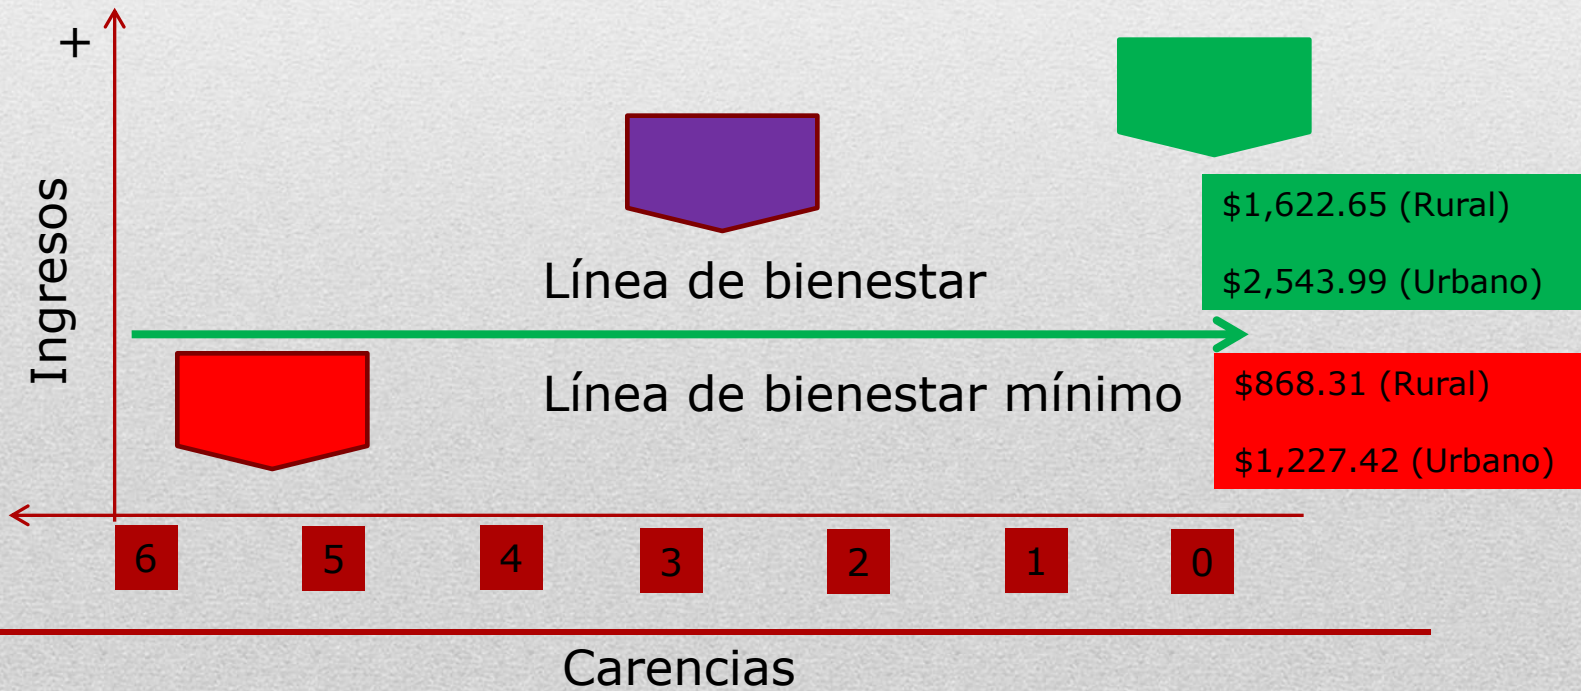 +
Ingresos
$1,622.65 (Rural)
$2,543.99 (Urbano)
Línea de bienestar
Línea de bienestar mínimo
$868.31 (Rural)
$1,227.42 (Urbano)
6 5 4 3 2 1 0
Carencias